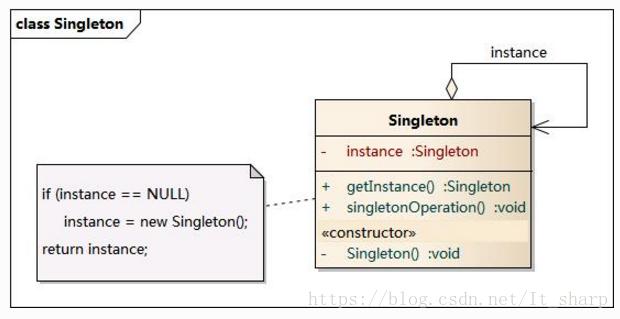 class Singleton
instance
Singleton
- instance :Singleton
+ getInstance() :Singleton
+ singletonOperation() :void
«constructor»
- Singleton() :void
if (instance == NULL)
instance = new Singleton();
return instance;
https://blog.csdn.net/It_sharp